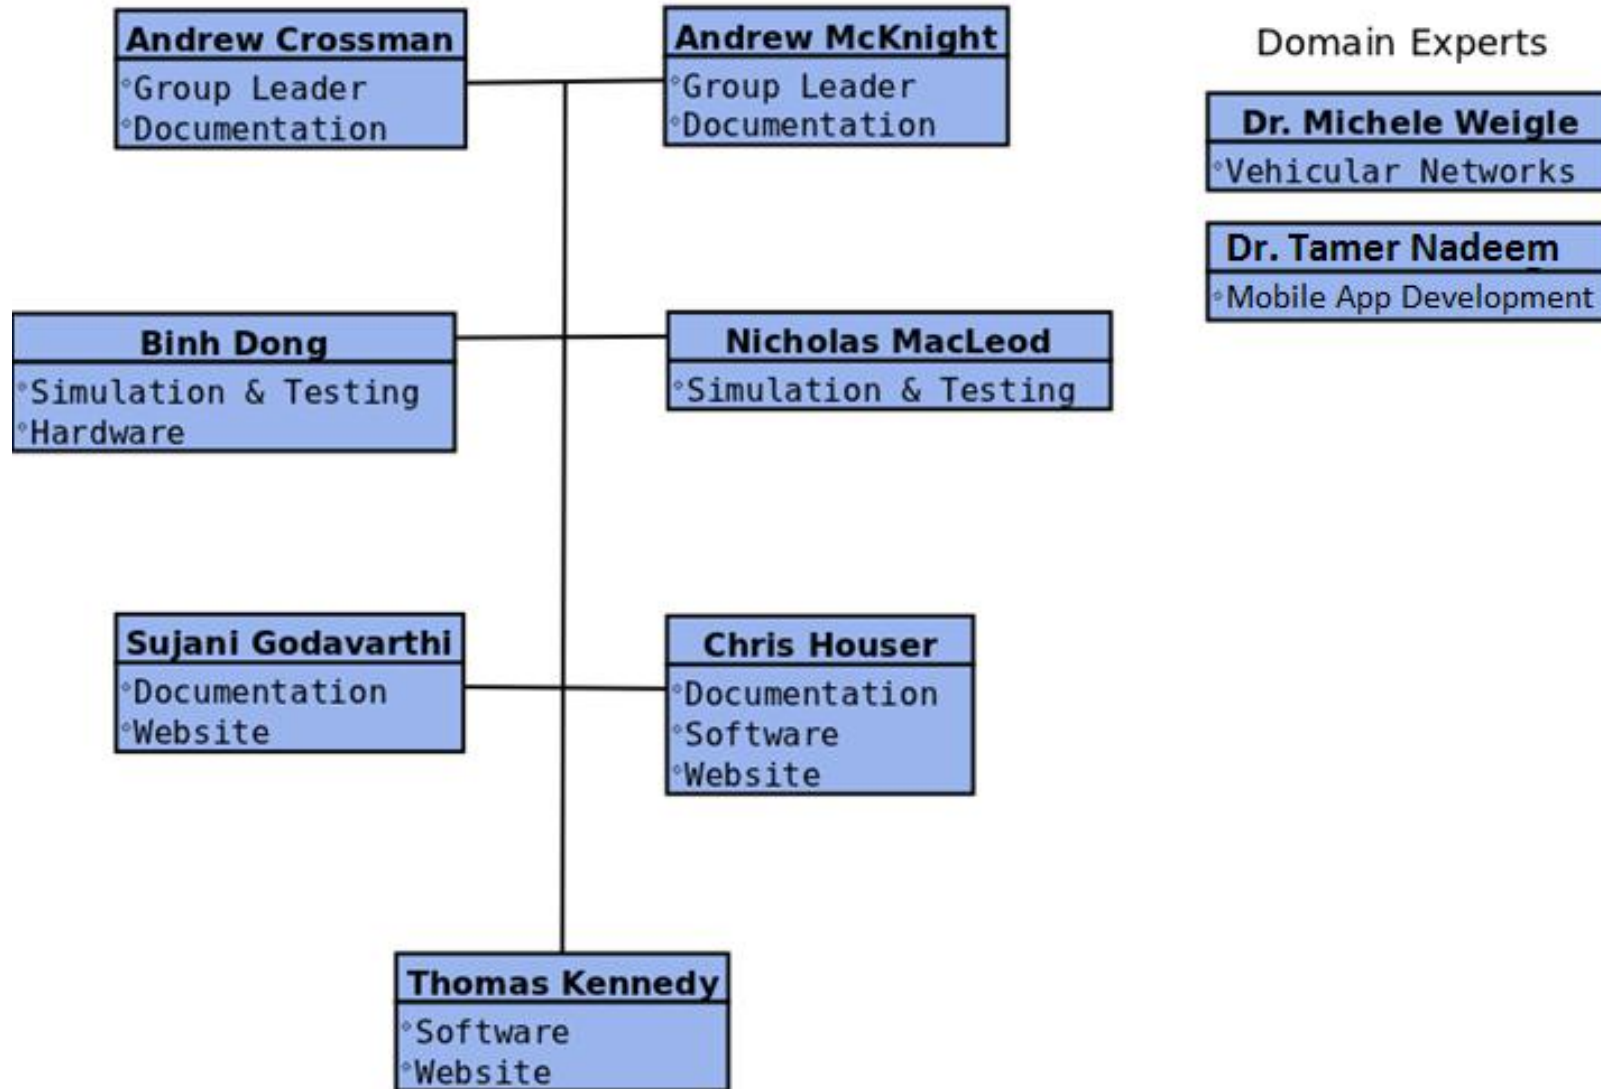 Andrew Crossman
Group Leader
Documentation
Andrew McKnight
Group Leader
Documentation
Domain Experts
Dr. Michele Weigle
Vehicular Networks
Dr. Tamer Nadeem
Mobile App Development
Binh Dong
Simulation & Testing
Hardware
Nicholas MacLeod
Simulation & Testing
Sujani Godavarthi
Documentation
Website
Chris Houser
Documentation
Software
Website
Thomas Kennedy
Software
Website